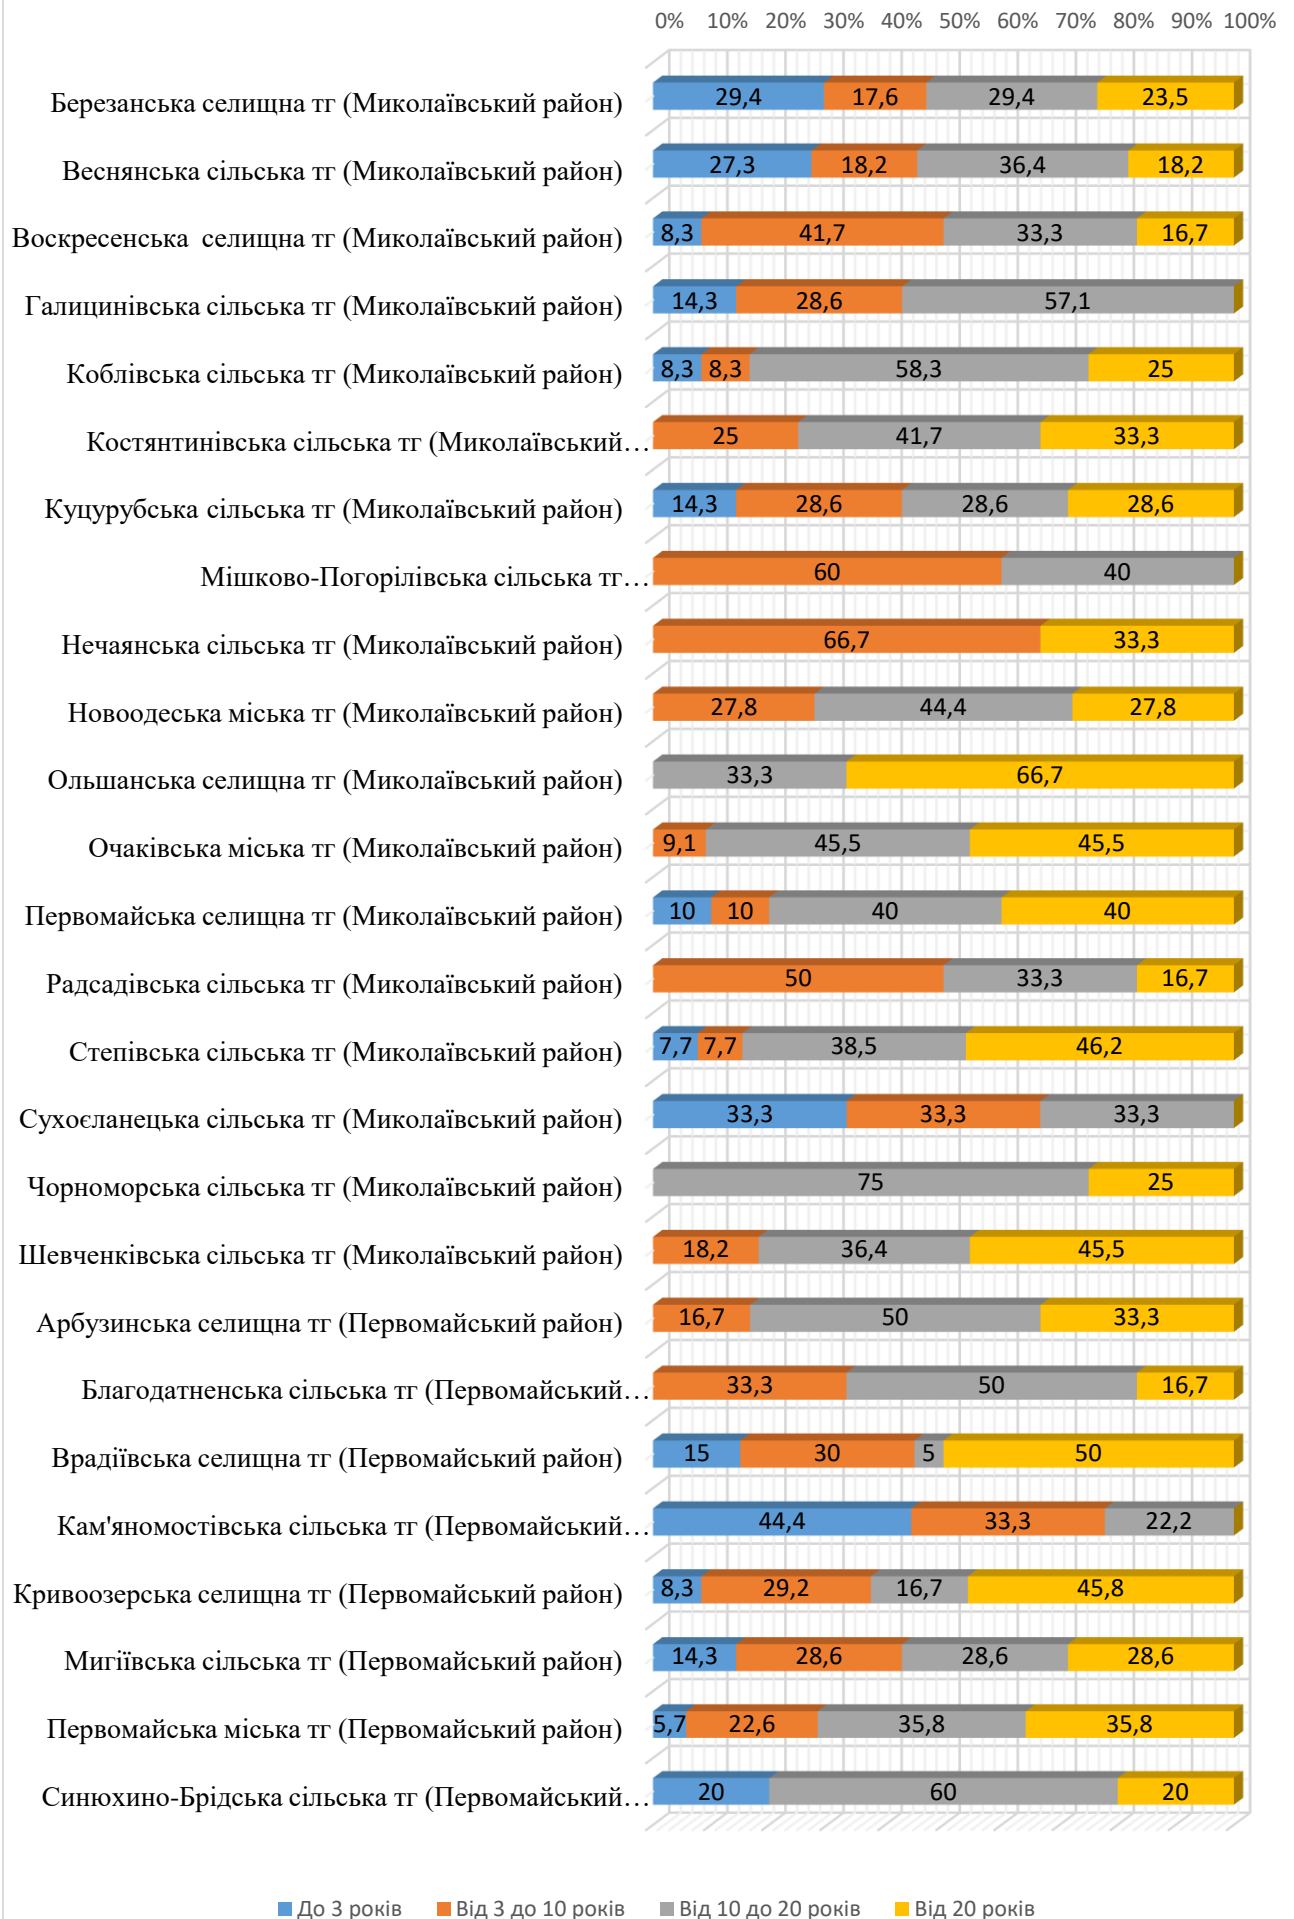 0% 10% 20% 30% 40% 50% 60% 70% 80% 90% 100%
Березанська селищна тг (Миколаївський район) 29,4 17,6 29,4 23,5
Веснянська сільська тг (Миколаївський район) 27,3 18,2 36,4 18,2
Воскресенська селищна тг (Миколаївський район) 8,3 41,7 33,3 16,7
Галицинівська сільська тг (Миколаївський район) 14,3 28,6 57,1
Коблівська сільська тг (Миколаївський район) 8,3 8,3 58,3 25
Костянтинівська сільська тг (Миколаївський… 25 41,7 33,3
Куцурубська сільська тг (Миколаївський район) 14,3 28,6 28,6 28,6
Мішково-Погорілівська сільська тг… 60 40
Нечаянська сільська тг (Миколаївський район) 66,7 33,3
Новоодеська міська тг (Миколаївський район) 27,8 44,4 27,8
Ольшанська селищна тг (Миколаївський район) 33,3 66,7
Очаківська міська тг (Миколаївський район) 9,1 45,5 45,5
Первомайська селищна тг (Миколаївський район) 10 10 40 40
Радсадівська сільська тг (Миколаївський район) 50 33,3 16,7
Степівська сільська тг (Миколаївський район) 7,7 7,7 38,5 46,2
Сухоєланецька сільська тг (Миколаївський район) 33,3 33,3 33,3
Чорноморська сільська тг (Миколаївський район) 75 25
Шевченківська сільська тг (Миколаївський район) 18,2 36,4 45,5
Арбузинська селищна тг (Первомайський район) 16,7 50 33,3
Благодатненська сільська тг (Первомайський… 33,3 50 16,7
Врадіївська селищна тг (Первомайський район) 15 30 5 50
Кам'яномостівська сільська тг (Первомайський… 44,4 33,3 22,2
Кривоозерська селищна тг (Первомайський район) 8,3 29,2 16,7 45,8
Мигіївська сільська тг (Первомайський район) 14,3 28,6 28,6 28,6
Первомайська міська тг (Первомайський район) 5,7 22,6 35,8 35,8
Синюхино-Брідська сільська тг (Первомайський… 20 60 20
До 3 років Від 3 до 10 років Від 10 до 20 років Від 20 років